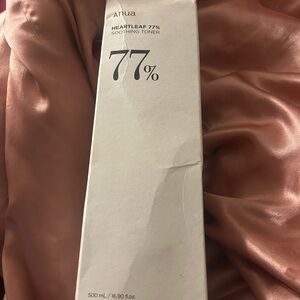 Anua
HEARTLEAF 77%
SOOTHING TONER
77%
500 mL / 16.90 fl.oz.